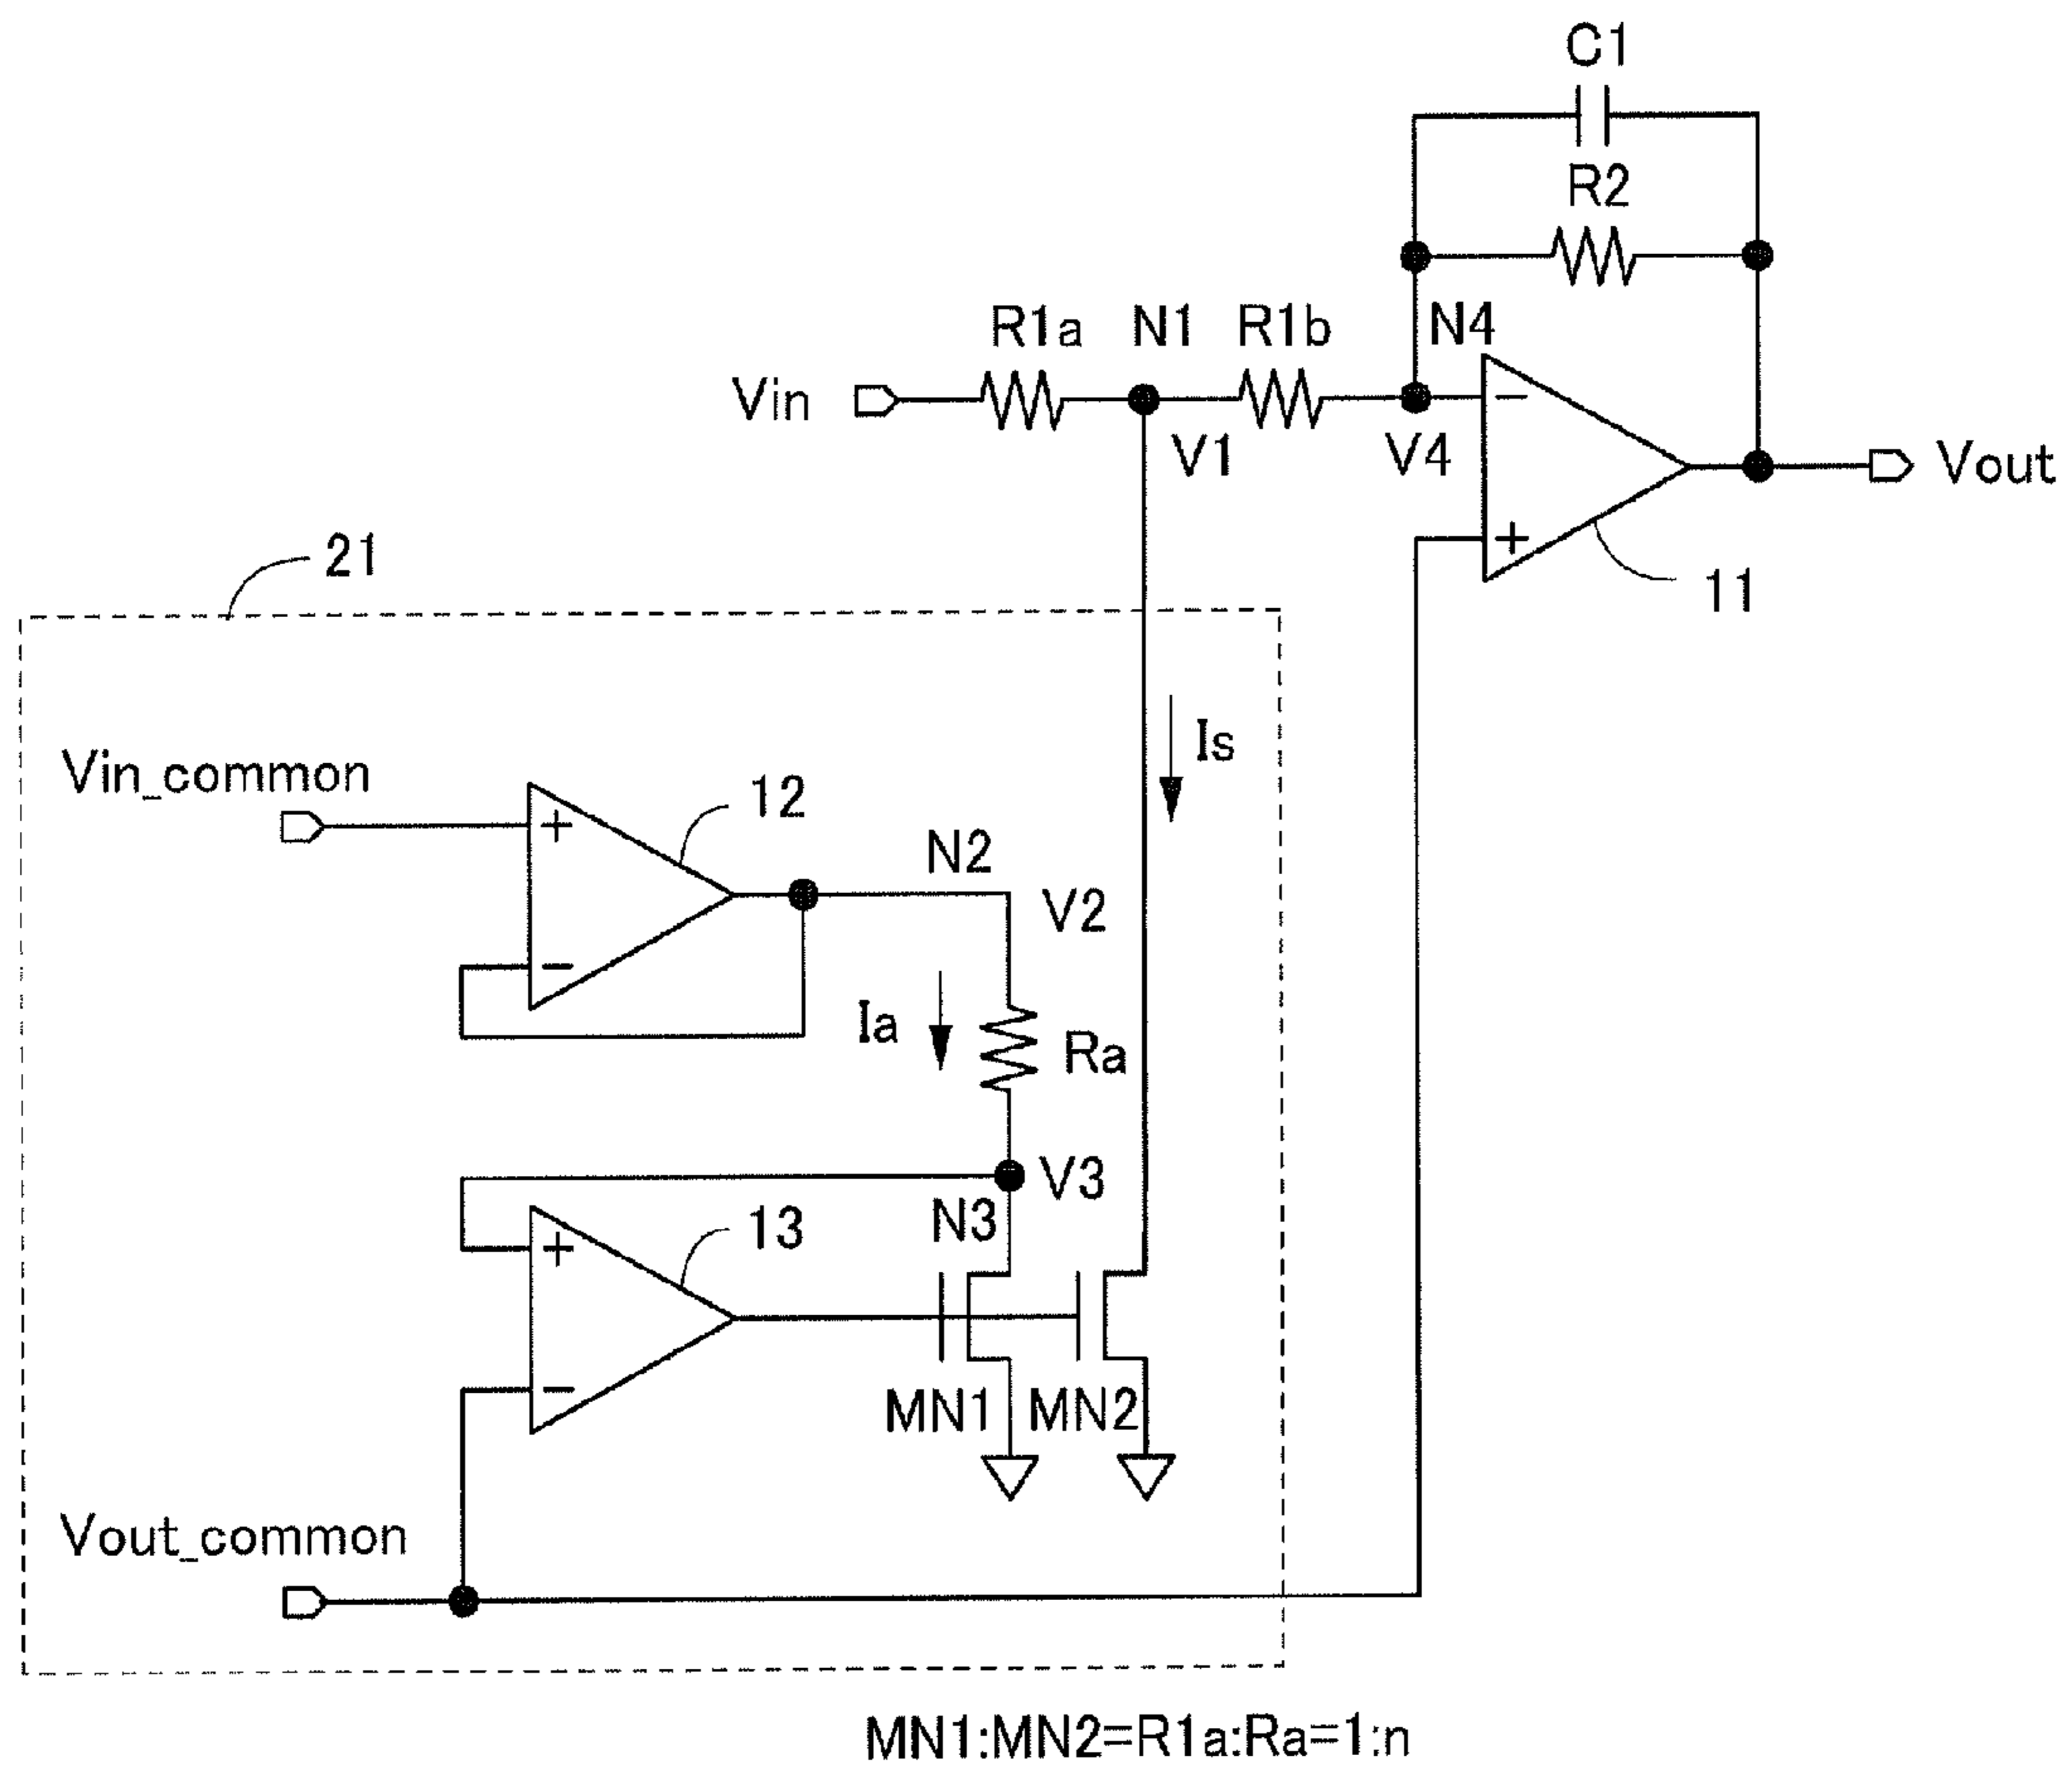 C1
R2
R1a N1 R1b N4
Vin
V1 V4
−
+
Vout
11
21
Is
Vin_common
12
+
−
N2
V2
Ia
Ra
V3
N3
13
+
−
MN1 MN2
Vout_common
MN1:MN2=R1a:Ra=1:n